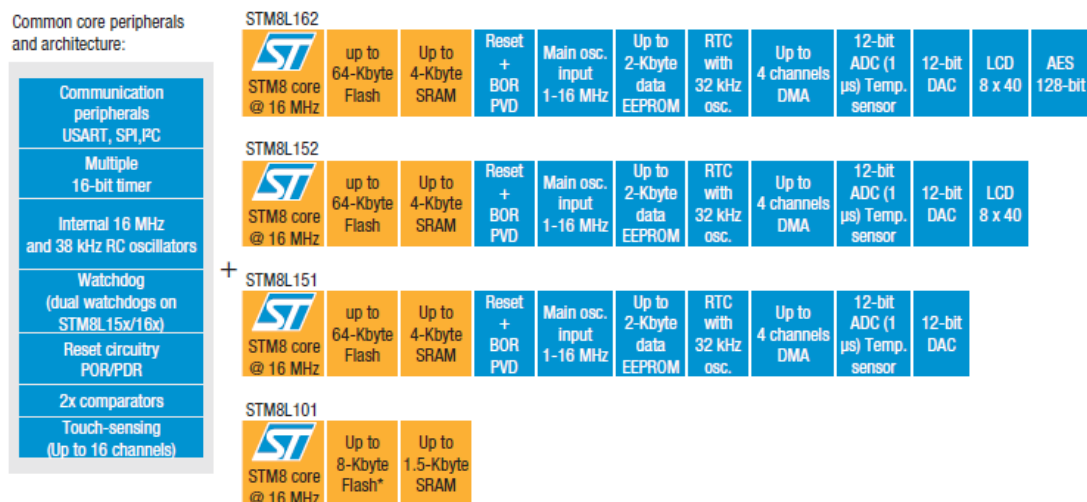 Common core peripherals
and architecture:
Communication
peripherals
USART, SPI,I²C
Multiple
16-bit timer
Internal 16 MHz
and 38 kHz RC oscillators
Watchdog
(dual watchdogs on
STM8L15x/16x)
Reset circuitry
POR/PDR
2x comparators
Touch-sensing
(Up to 16 channels)
+
STM8L162
ST
STM8 core
@ 16 MHz
up to
64-Kbyte
Flash
Up to
4-Kbyte
SRAM
Reset
+
BOR
PVD
Main osc.
input
1-16 MHz
Up to
2-Kbyte
data
EEPROM
RTC
with
32 kHz
osc.
Up to
4 channels
DMA
12-bit
ADC (1
µs) Temp.
sensor
12-bit
DAC
LCD
8 x 40
AES
128-bit
STM8L152
ST
STM8 core
@ 16 MHz
up to
64-Kbyte
Flash
Up to
4-Kbyte
SRAM
Reset
+
BOR
PVD
Main osc.
input
1-16 MHz
Up to
2-Kbyte
data
EEPROM
RTC
with
32 kHz
osc.
Up to
4 channels
DMA
12-bit
ADC (1
µs) Temp.
sensor
12-bit
DAC
LCD
8 x 40
STM8L151
ST
STM8 core
@ 16 MHz
up to
64-Kbyte
Flash
Up to
4-Kbyte
SRAM
Reset
+
BOR
PVD
Main osc.
input
1-16 MHz
Up to
2-Kbyte
data
EEPROM
RTC
with
32 kHz
osc.
Up to
4 channels
DMA
12-bit
ADC (1
µs) Temp.
sensor
12-bit
DAC
STM8L101
ST
STM8 core
@ 16 MHz
Up to
8-Kbyte
Flash*
Up to
1.5-Kbyte
SRAM